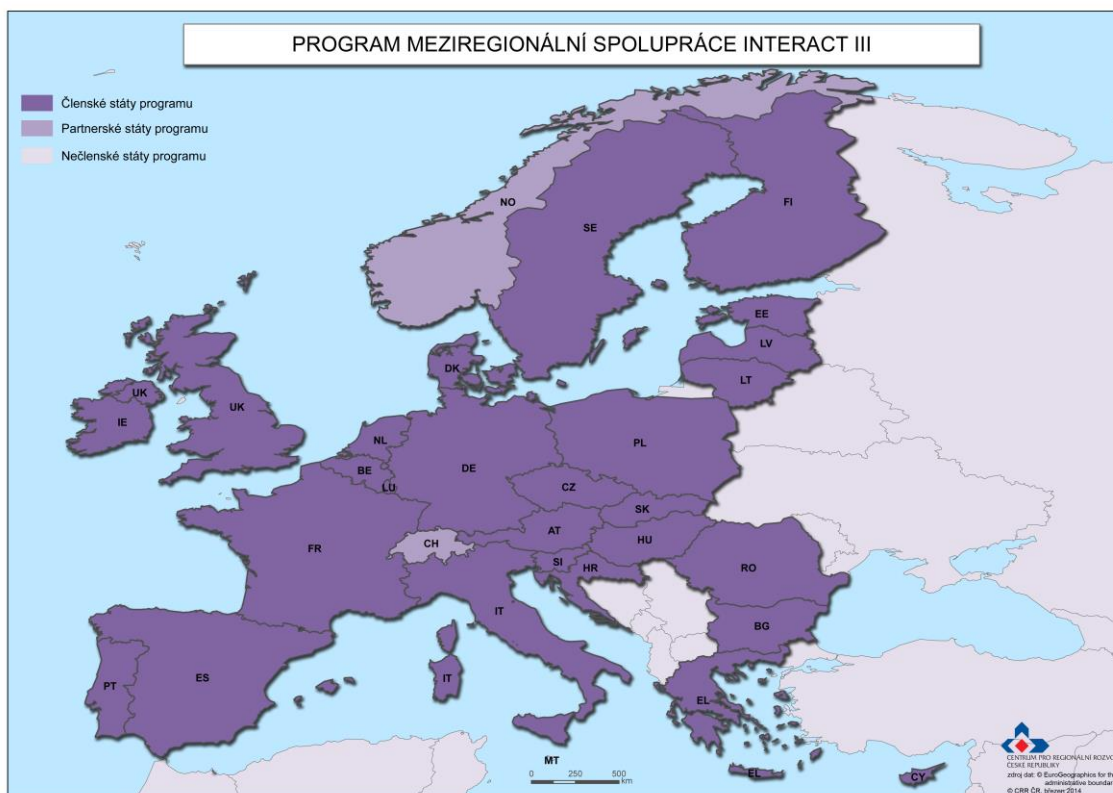 PROGRAM MEZIREGIONÁLNÍ SPOLUPRÁCE INTERACT III
Členské státy programu
Partnerské státy programu
Nečlenské státy programu
NO
SE
FI
EE
LV
LT
DK
UK
UK
IE
NL
BE
LU
DE
PL
CZ
SK
AT
HU
FR
CH
SI
HR
RO
IT
BG
PT
ES
IT
EL
MT
EL
CY
0 250 500
km
CENTRUM PRO REGIONÁLNÍ ROZVO
ČESKÉ REPUBLIKY
zdroj dat: © EuroGeographics for th
administrative boundar
© CRR ČR, březen 2014